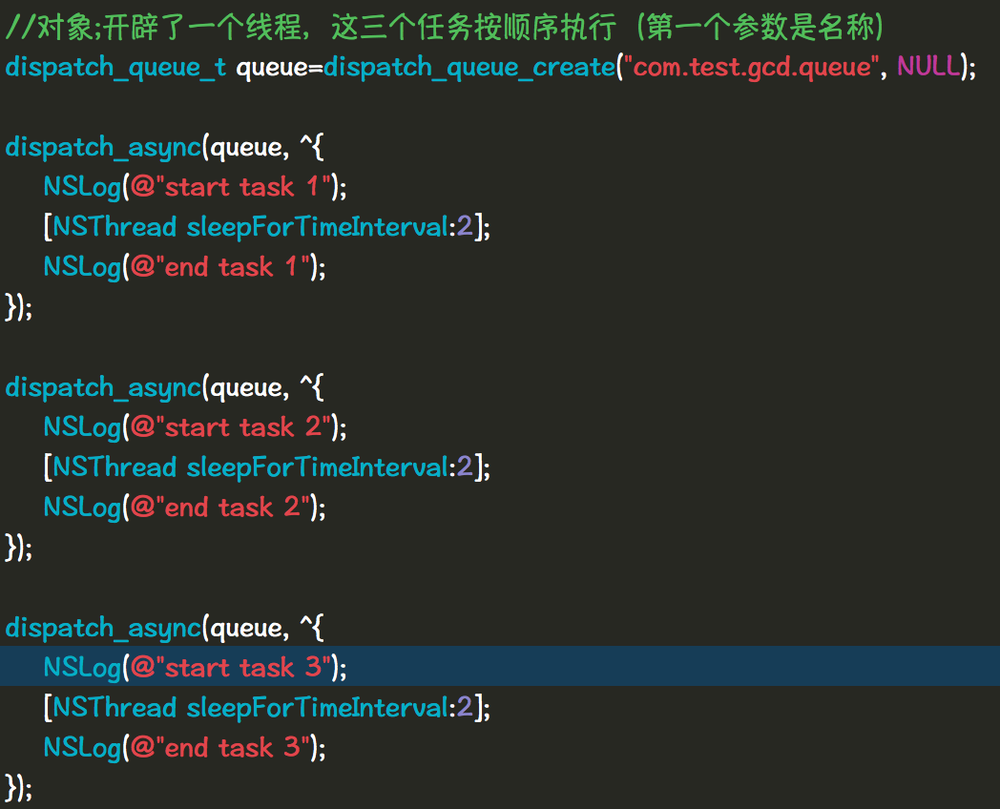 //对象;开辟了一个线程，这三个任务按顺序执行（第一个参数是名称）
dispatch_queue_t queue=dispatch_queue_create("com.test.gcd.queue", NULL);
dispatch_async(queue, ^{
NSLog(@"start task 1");
[NSThread sleepForTimeInterval:2];
NSLog(@"end task 1");
});
dispatch_async(queue, ^{
NSLog(@"start task 2");
[NSThread sleepForTimeInterval:2];
NSLog(@"end task 2");
});
dispatch_async(queue, ^{
NSLog(@"start task 3");
[NSThread sleepForTimeInterval:2];
NSLog(@"end task 3");
});